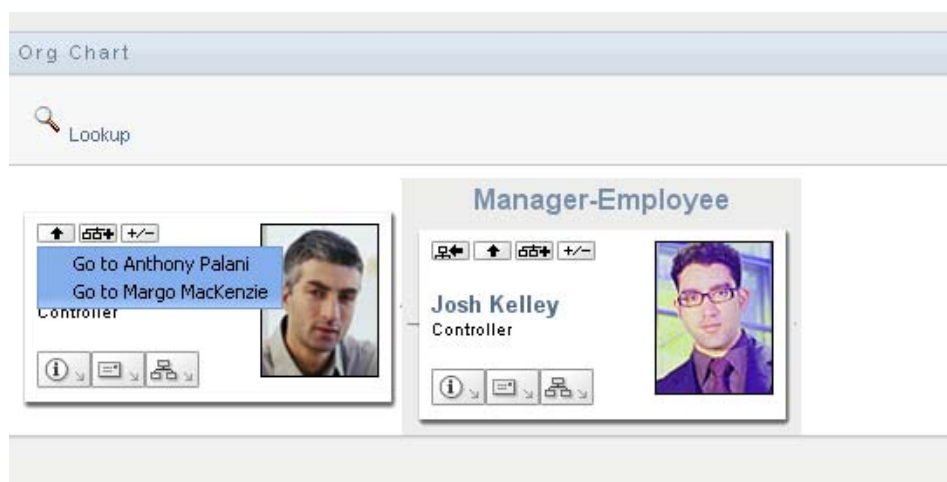 Org Chart
Lookup
Manager-Employee
+/-
Go to Anthony Palani
Go to Margo MacKenzie
Controller
+/-
Josh Kelley
Controller